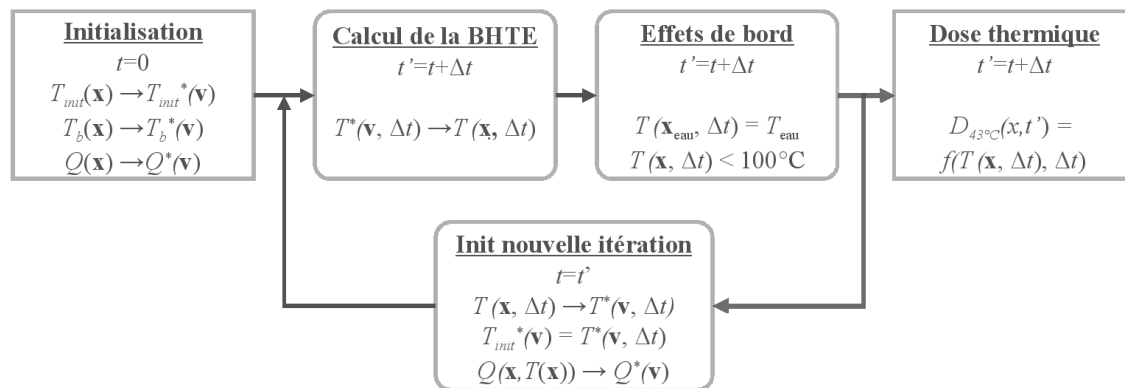 Initialisation
t=0
T_init(x) →T_init*(v)
T_b(x) →T_b*(v)
Q(x) →Q*(v)
Calcul de la BHTE
t’=t+Δt
T*(v, Δt) →T(x, Δt)
Effets de bord
t’=t+Δt
T(x_eau, Δt) = T_eau
T(x, Δt) < 100°C
Dose thermique
t’=t+Δt
D_43°C(x,t’) =
f(T(x, Δt), Δt)
Init nouvelle itération
t=t’
T(x, Δt) →T*(v, Δt)
T_init*(v) = T*(v, Δt)
Q(x,T(x)) → Q*(v)